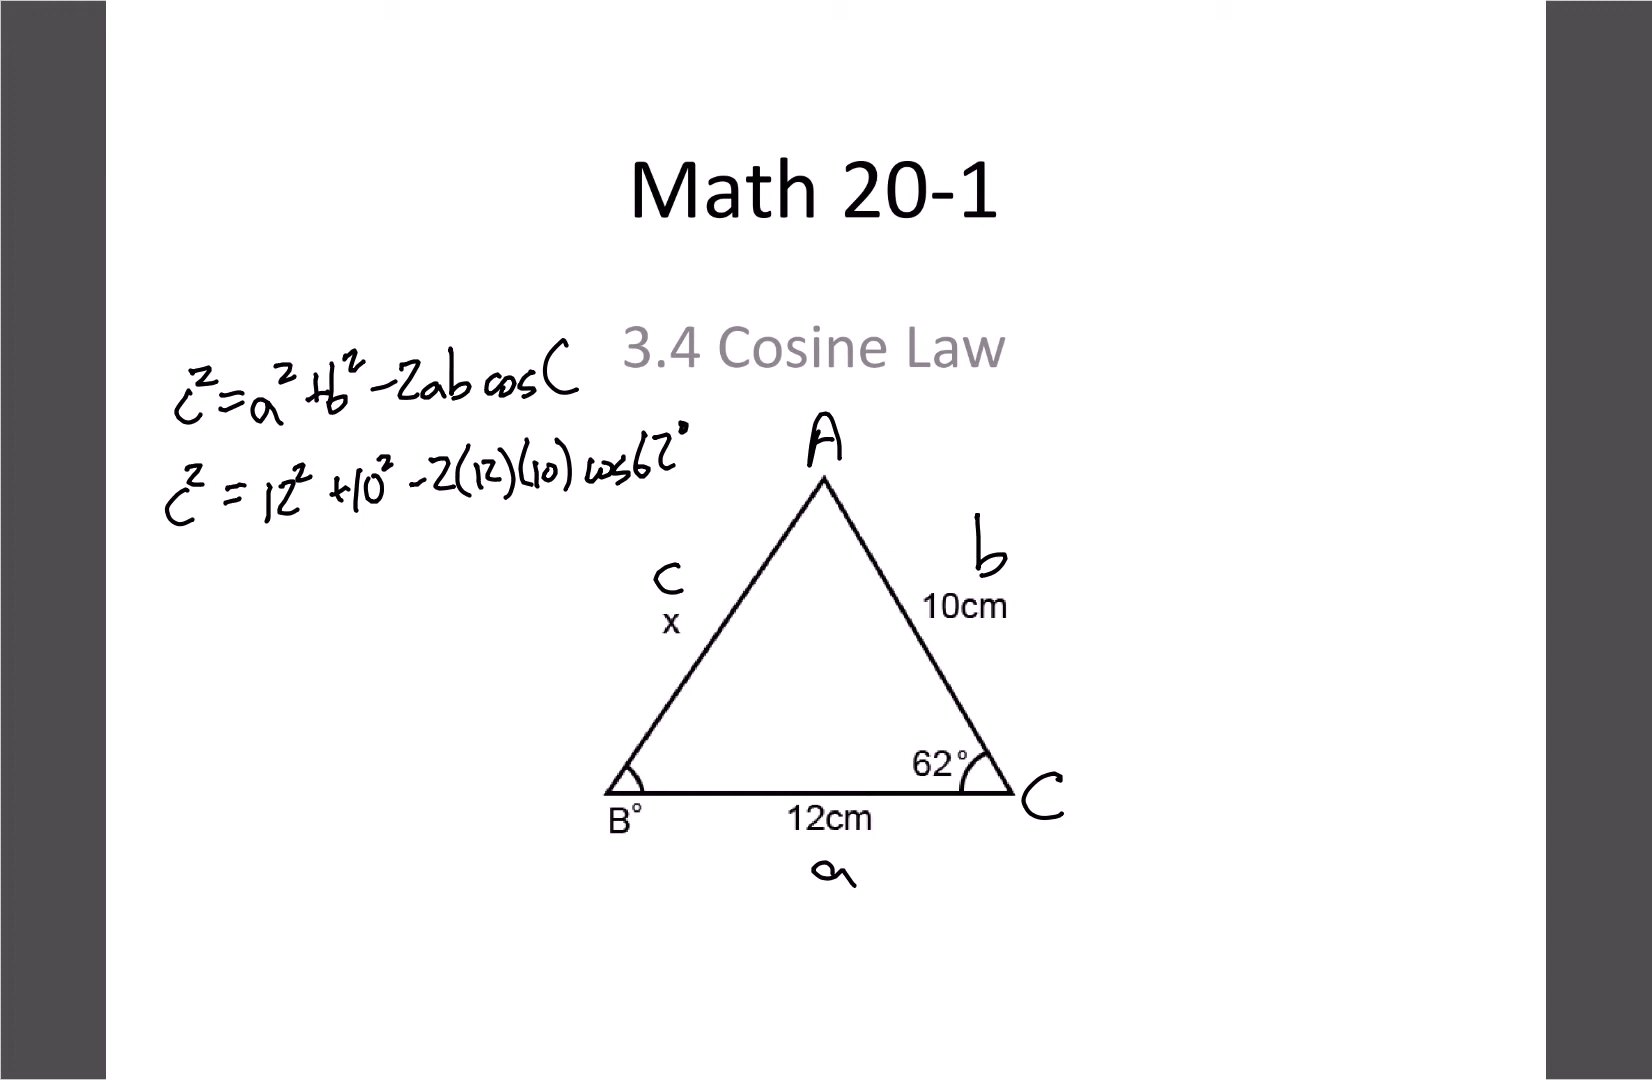 Math 20-1
3.4 Cosine Law
c² = a² + b² - 2ab cos C
c² = 12² + 10² - 2(12)(10) cos 62°
A
b
c
10cm
x
62°
C
B°
12cm
a